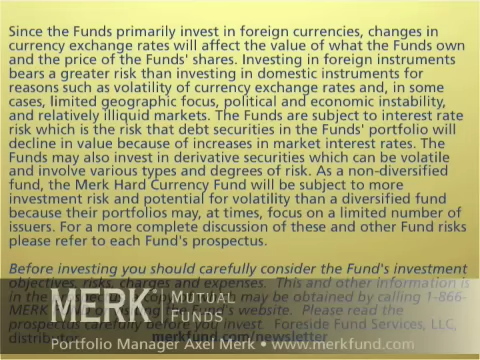 Since the Funds primarily invest in foreign currencies, changes in
currency exchange rates will affect the value of what the Funds own
and the price of the Funds' shares. Investing in foreign instruments
bears a greater risk than investing in domestic instruments for
reasons such as volatility of currency exchange rates and, in some
cases, limited geographic focus, political and economic instability,
and relatively illiquid markets. The Funds are subject to interest rate
risk which is the risk that debt securities in the Funds' portfolio will
decline in value because of increases in market interest rates. The
Funds may also invest in derivative securities which can be volatile
and involve various types and degrees of risk. As a non-diversified
fund, the Merk Hard Currency Fund will be subject to more
investment risk and potential for volatility than a diversified fund
because their portfolios may, at times, focus on a limited number of
issuers. For a more complete discussion of these and other Fund risks
please refer to each Fund's prospectus.
Before investing you should carefully consider the Fund's investment
objectives, risks, charges and expenses. This and other information is
in the may be obtained by calling 1-866-
MERK Fund's website. Please read the
prospectus carefully before you invest. Foreside Fund Services, LLC,
distributor. merkfund.com/newsletter
MERK MUTUAL FUNDS
Portfolio Manager Axel Merk • www.merkfund.com